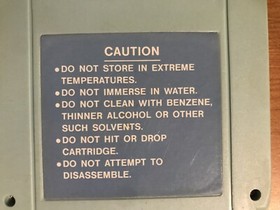 CAUTION
•DO NOT STORE IN EXTREME
TEMPERATURES.
•DO NOT IMMERSE IN WATER.
•DO NOT CLEAN WITH BENZENE,
THINNER ALCOHOL OR OTHER
SUCH SOLVENTS.
•DO NOT HIT OR DROP
CARTRIDGE.
•DO NOT ATTEMPT TO
DISASSEMBLE.